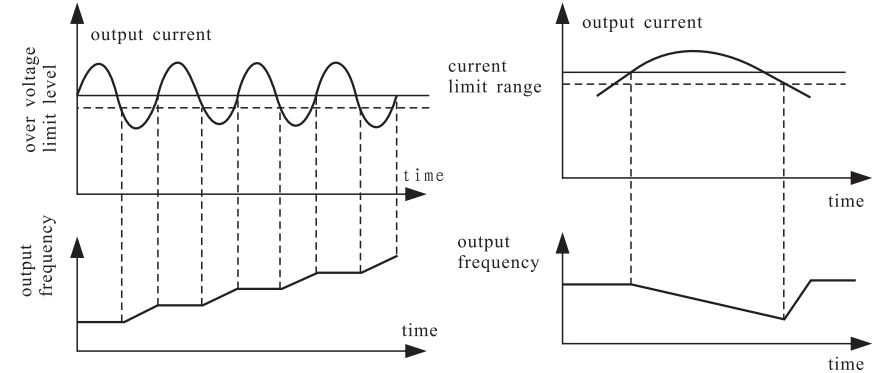 output current
over voltage
limit level
time
output
frequency
time
output current
current
limit range
time
output
frequency
time